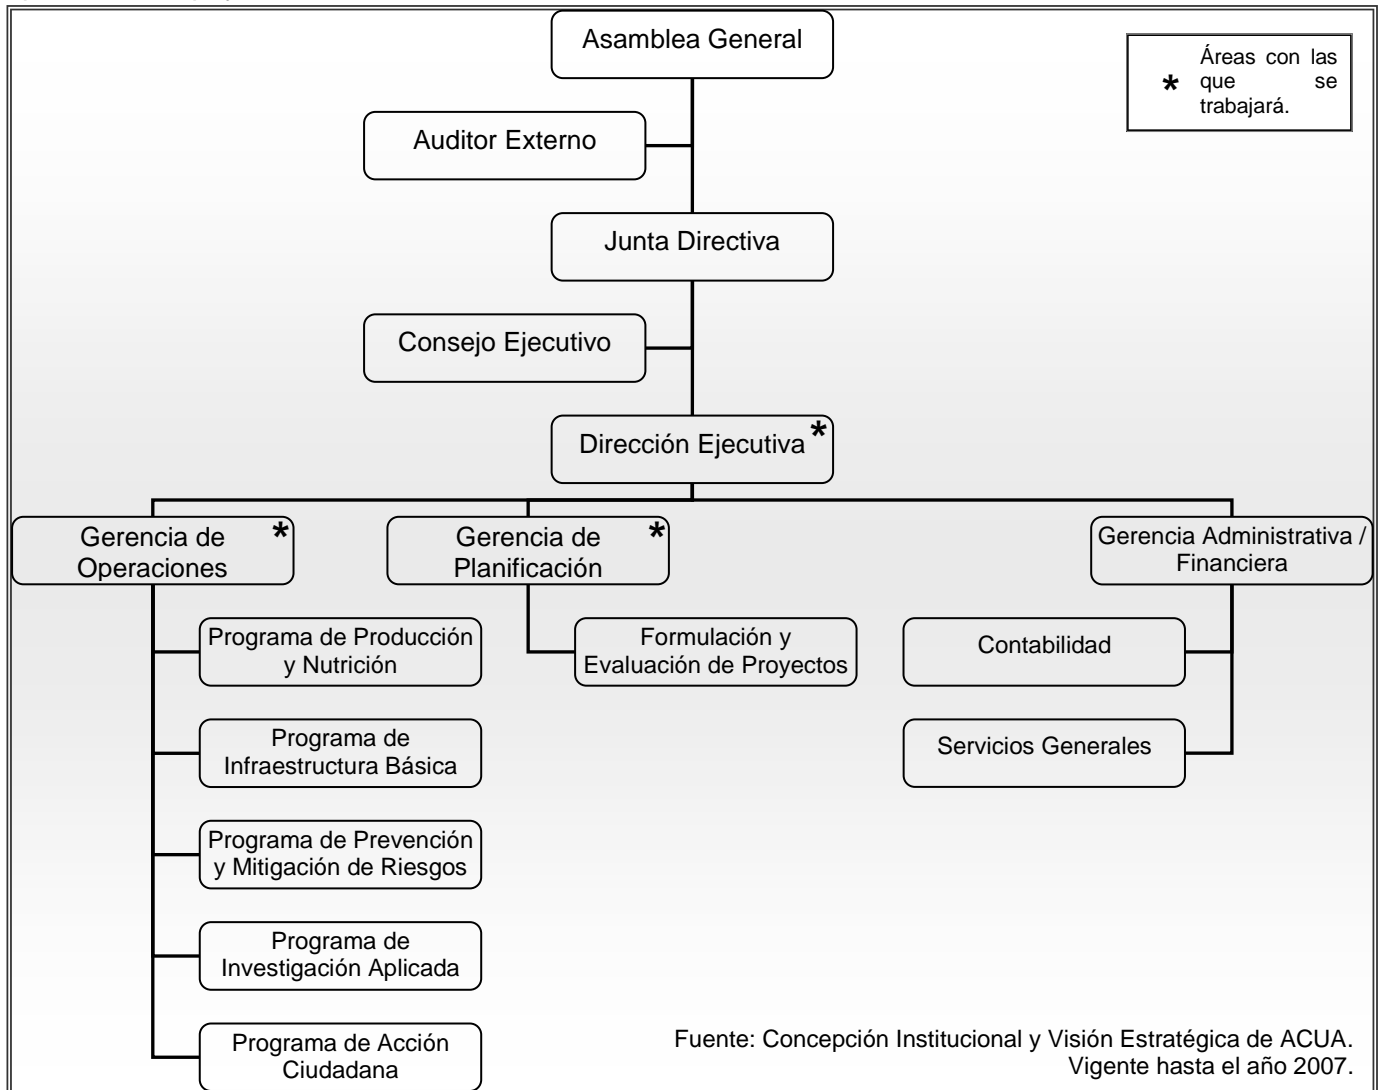 Asamblea General
* Áreas con las
que se
trabajará.
Auditor Externo
Junta Directiva
Consejo Ejecutivo
Dirección Ejecutiva *
Gerencia de *
Operaciones
Gerencia de *
Planificación
Gerencia Administrativa /
Financiera
Programa de Producción
y Nutrición
Formulación y
Evaluación de Proyectos
Contabilidad
Programa de
Infraestructura Básica
Servicios Generales
Programa de Prevención
y Mitigación de Riesgos
Programa de
Investigación Aplicada
Programa de Acción
Ciudadana
Fuente: Concepción Institucional y Visión Estratégica de ACUA.
Vigente hasta el año 2007.